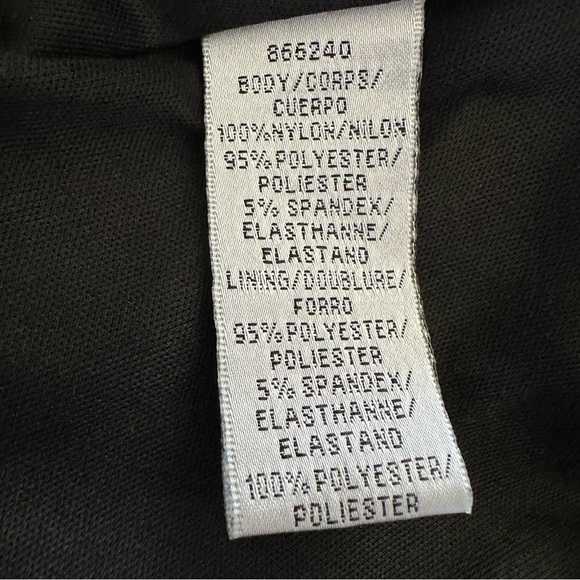 866240
BODY/CORPS/
CUERPO
100%NYLON/NILON
95%POLYESTER/
POLIESTER
5% SPANDEX/
ELASTHANNE/
ELASTANO
LINING/DOUBLURE/
FORRO
95%POLYESTER/
POLIESTER
5% SPANDEX/
ELASTHANNE/
ELASTANO
100%POLYESTER/
POLIESTER